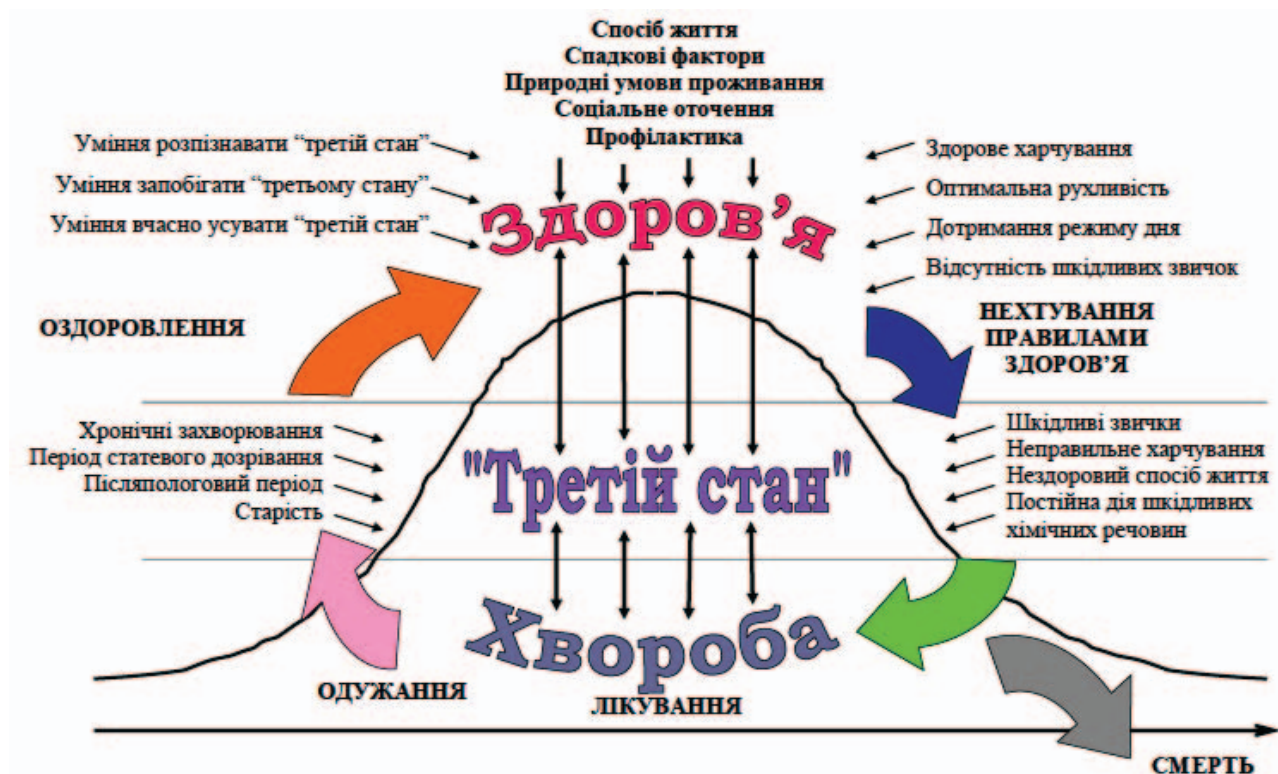 Спосіб життя
Спадкові фактори
Природні умови проживання
Соціальне оточення
Профілактика
Уміння розпізнавати “третій стан”
Уміння запобігати “третьому стану”
Уміння вчасно усувати “третій стан”
Здорове харчування
Оптимальна рухливість
Дотримання режиму дня
Відсутність шкідливих звичок
Здоров’я
ОЗДОРОВЛЕННЯ
НЕХТУВАННЯ
ПРАВИЛАМИ
ЗДОРОВ’Я
Хронічні захворювання
Період статевого дозрівання
Післяпологовий період
Старість
"Третій стан"
Шкідливі звички
Неправильне харчування
Нездоровий спосіб життя
Постійна дія шкідливих
хімічних речовин
Хвороба
ОДУЖАННЯ
ЛІКУВАННЯ
СМЕРТЬ